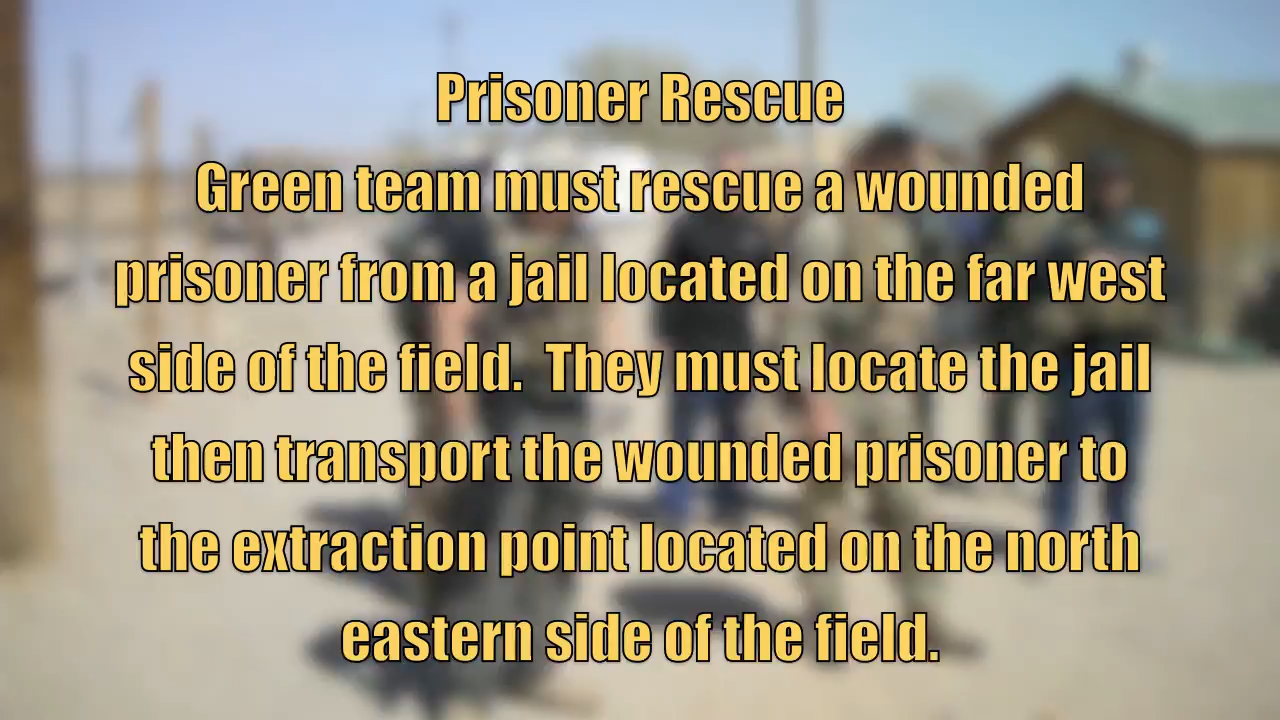 Prisoner Rescue
Green team must rescue a wounded
prisoner from a jail located on the far west
side of the field.  They must locate the jail
then transport the wounded prisoner to
the extraction point located on the north
eastern side of the field.